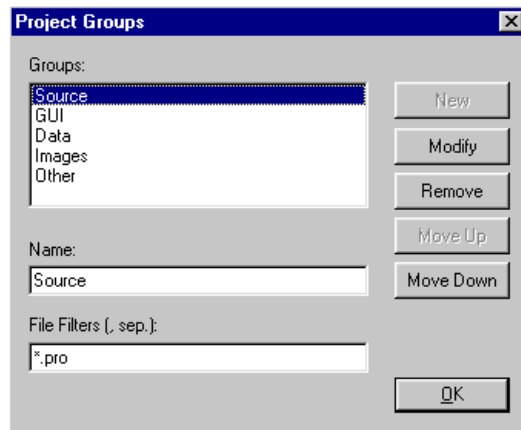 Project Groups
Groups:
Source
GUI
Data
Images
Other
New
Modify
Remove
Move Up
Move Down
Name:
Source
File Filters (, sep.):
*.pro
OK